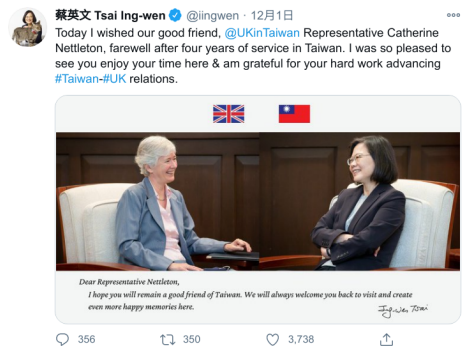 蔡英文 Tsai Ing-wen @iingwen · 12月1日
Today I wished our good friend, @UKinTaiwan Representative Catherine
Nettleton, farewell after four years of service in Taiwan. I was so pleased to
see you enjoy your time here & am grateful for your hard work advancing
#Taiwan-#UK relations.
Dear Representative Nettleton,
I hope you will remain a good friend of Taiwan. We will always welcome you back to visit and create
even more happy memories here.
Ing-wen Tsai
356 350 3,738